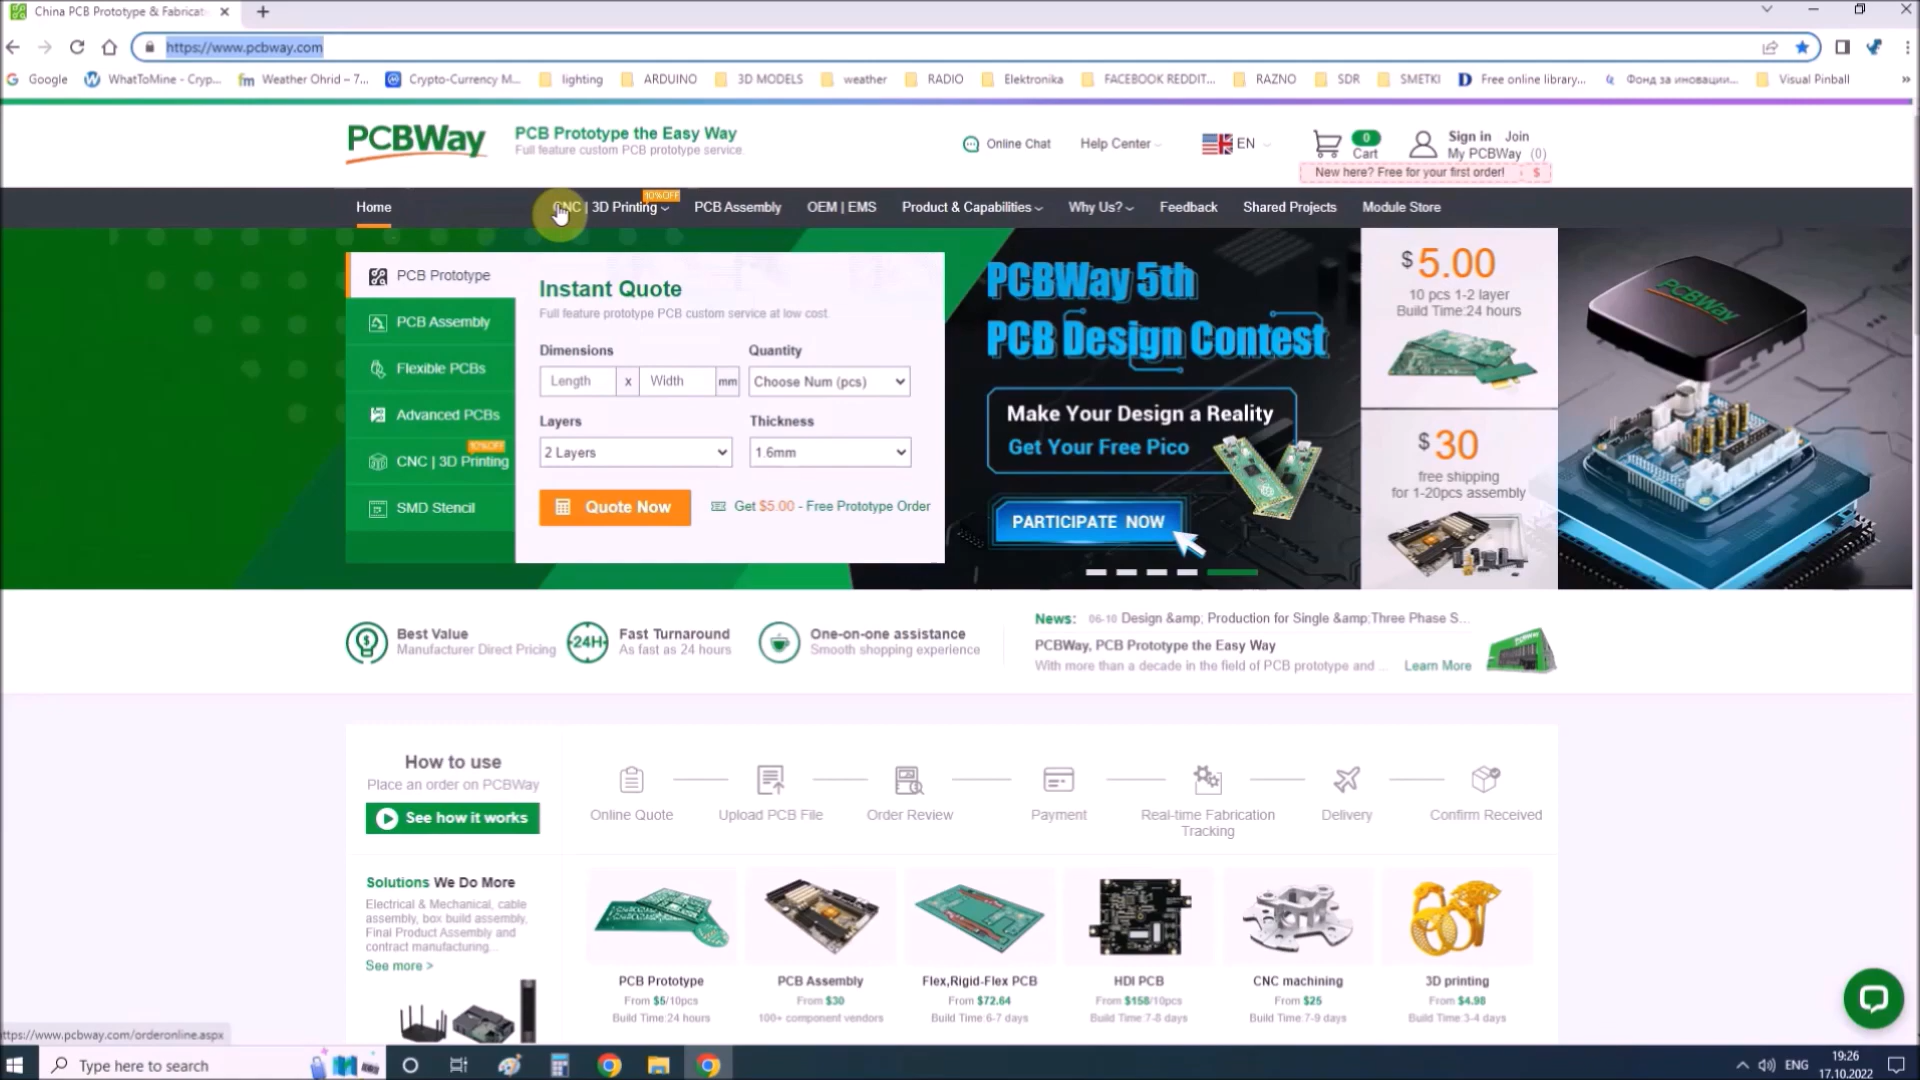 China PCB Prototype & Fabricat
https://www.pcbway.com
Google
WhatToMine - Cryp...
Weather Ohrid – 7...
Crypto-Currency M...
lighting
ARDUINO
3D MODELS
weather
RADIO
Elektronika
FACEBOOK REDDIT...
RAZNO
SDR
SMETKI
Free online library...
Фонд за иновации...
Visual Pinball
PCBWay
PCB Prototype the Easy Way
Full feature custom PCB prototype service.
Online Chat
Help Center
EN
0
Cart
Sign in Join
My PCBWay (0)
New here? Free for your first order! $
Home
CNC | 3D Printing
10%OFF
PCB Assembly
OEM | EMS
Product & Capabilities
Why Us?
Feedback
Shared Projects
Module Store
PCB Prototype
PCB Assembly
Flexible PCBs
Advanced PCBs
10%OFF
CNC | 3D Printing
SMD Stencil
Instant Quote
Full feature prototype PCB custom service at low cost.
Dimensions
Quantity
Length x Width mm
Choose Num (pcs)
Layers
Thickness
2 Layers
1.6mm
Quote Now
Get $5.00 - Free Prototype Order
PCBWay 5th
PCB Design Contest
Make Your Design a Reality
Get Your Free Pico
PARTICIPATE NOW
$5.00
10 pcs 1-2 layer
Build Time:24 hours
$30
free shipping
for 1-20pcs assembly
PCBWay
Best Value
Manufacturer Direct Pricing
24H
Fast Turnaround
As fast as 24 hours
One-on-one assistance
Smooth shopping experience
News: 06-10 Design &amp; Production for Single &amp;Three Phase S...
PCBWay, PCB Prototype the Easy Way
With more than a decade in the field of PCB prototype and ...
Learn More
How to use
Place an order on PCBWay
See how it works
Online Quote
Upload PCB File
Order Review
Payment
Real-time Fabrication
Tracking
Delivery
Confirm Received
Solutions We Do More
Electrical & Mechanical, cable
assembly, box build assembly,
Final Product Assembly and
contract manufacturing...
See more >
PCB Prototype
From $5/10pcs
Build Time:24 hours
PCB Assembly
From $30
100+ component vendors
Flex,Rigid-Flex PCB
From $72.64
Build Time 6-7 days
HDI PCB
From $158/10pcs
Build Time:7-8 days
CNC machining
From $25
Build Time:7-9 days
3D printing
From $4.98
Build Time:3-4 days
ttps://www.pcbway.com/orderonline.aspx
Type here to search
ENG
19:26
17.10.2022